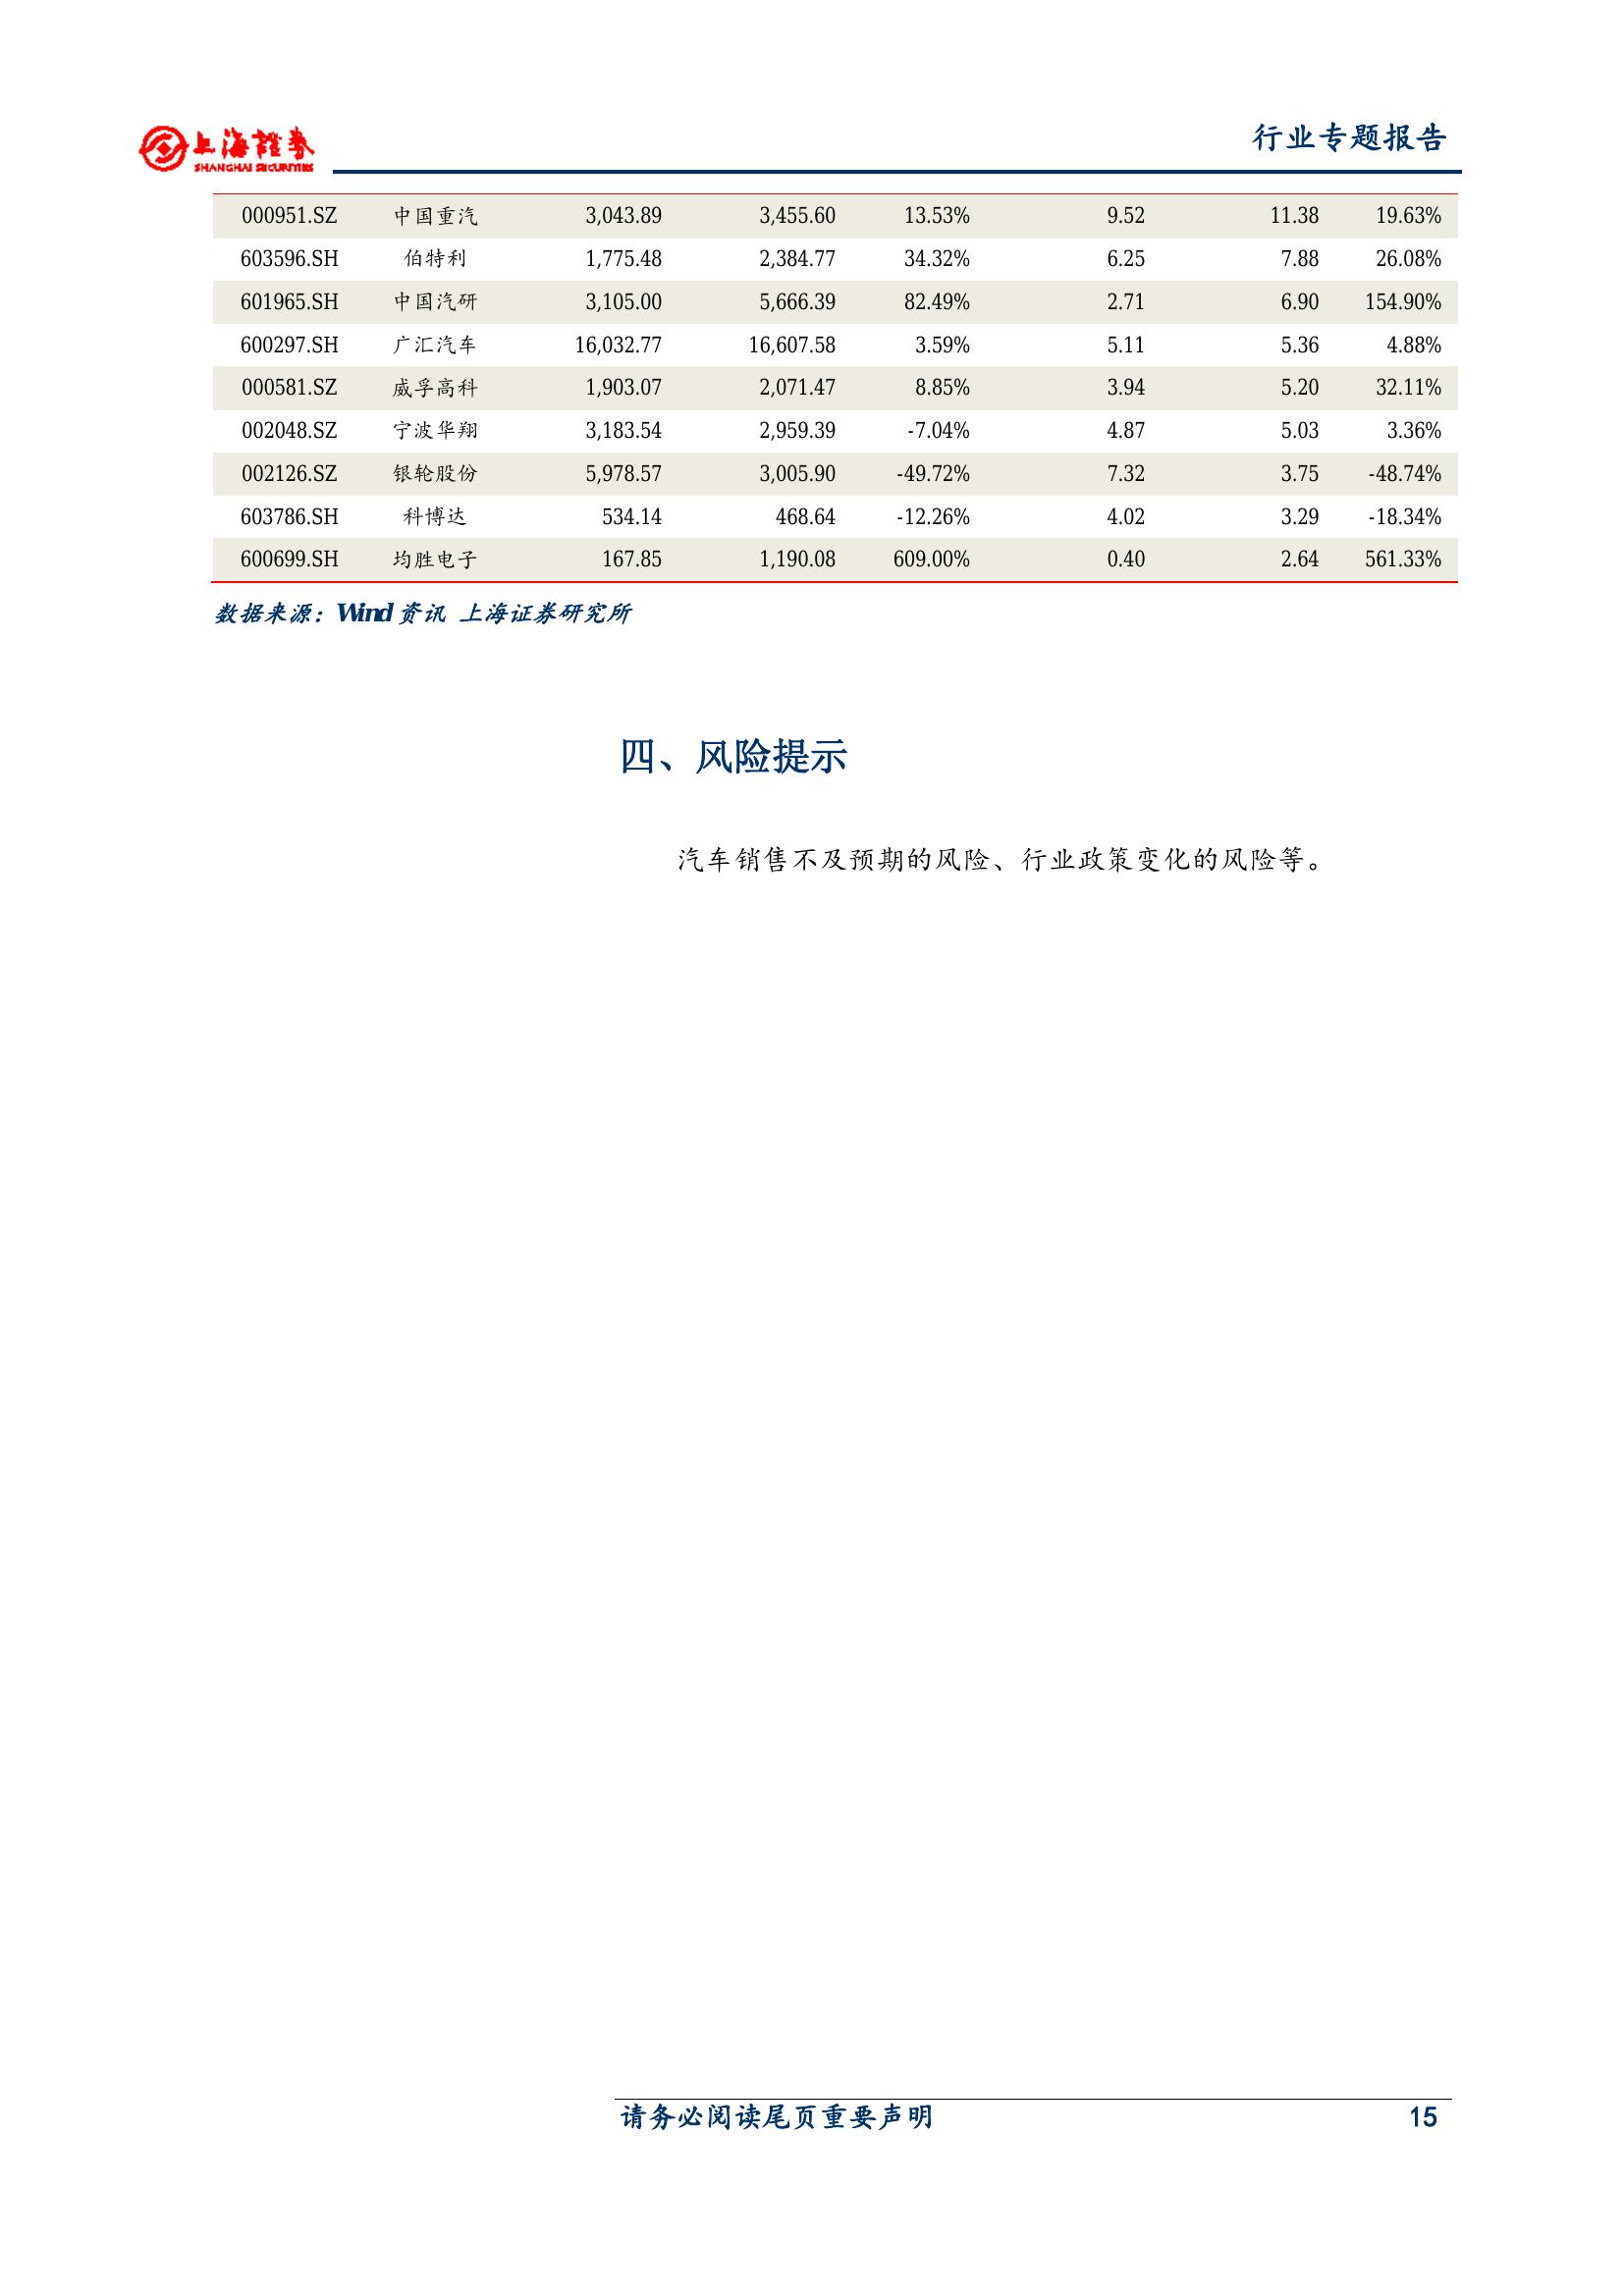 上海證券
SHANGHAI SECURITIES
行业专题报告
000951.SZ 中国重汽 3,043.89 3,455.60 13.53% 9.52 11.38 19.63%
603596.SH 伯特利 1,775.48 2,384.77 34.32% 6.25 7.88 26.08%
601965.SH 中国汽研 3,105.00 5,666.39 82.49% 2.71 6.90 154.90%
600297.SH 广汇汽车 16,032.77 16,607.58 3.59% 5.11 5.36 4.88%
000581.SZ 威孚高科 1,903.07 2,071.47 8.85% 3.94 5.20 32.11%
002048.SZ 宁波华翔 3,183.54 2,959.39 -7.04% 4.87 5.03 3.36%
002126.SZ 银轮股份 5,978.57 3,005.90 -49.72% 7.32 3.75 -48.74%
603786.SH 科博达 534.14 468.64 -12.26% 4.02 3.29 -18.34%
600699.SH 均胜电子 167.85 1,190.08 609.00% 0.40 2.64 561.33%
数据来源：Wind 资讯 上海证券研究所
四、风险提示
汽车销售不及预期的风险、行业政策变化的风险等。
请务必阅读尾页重要声明 15